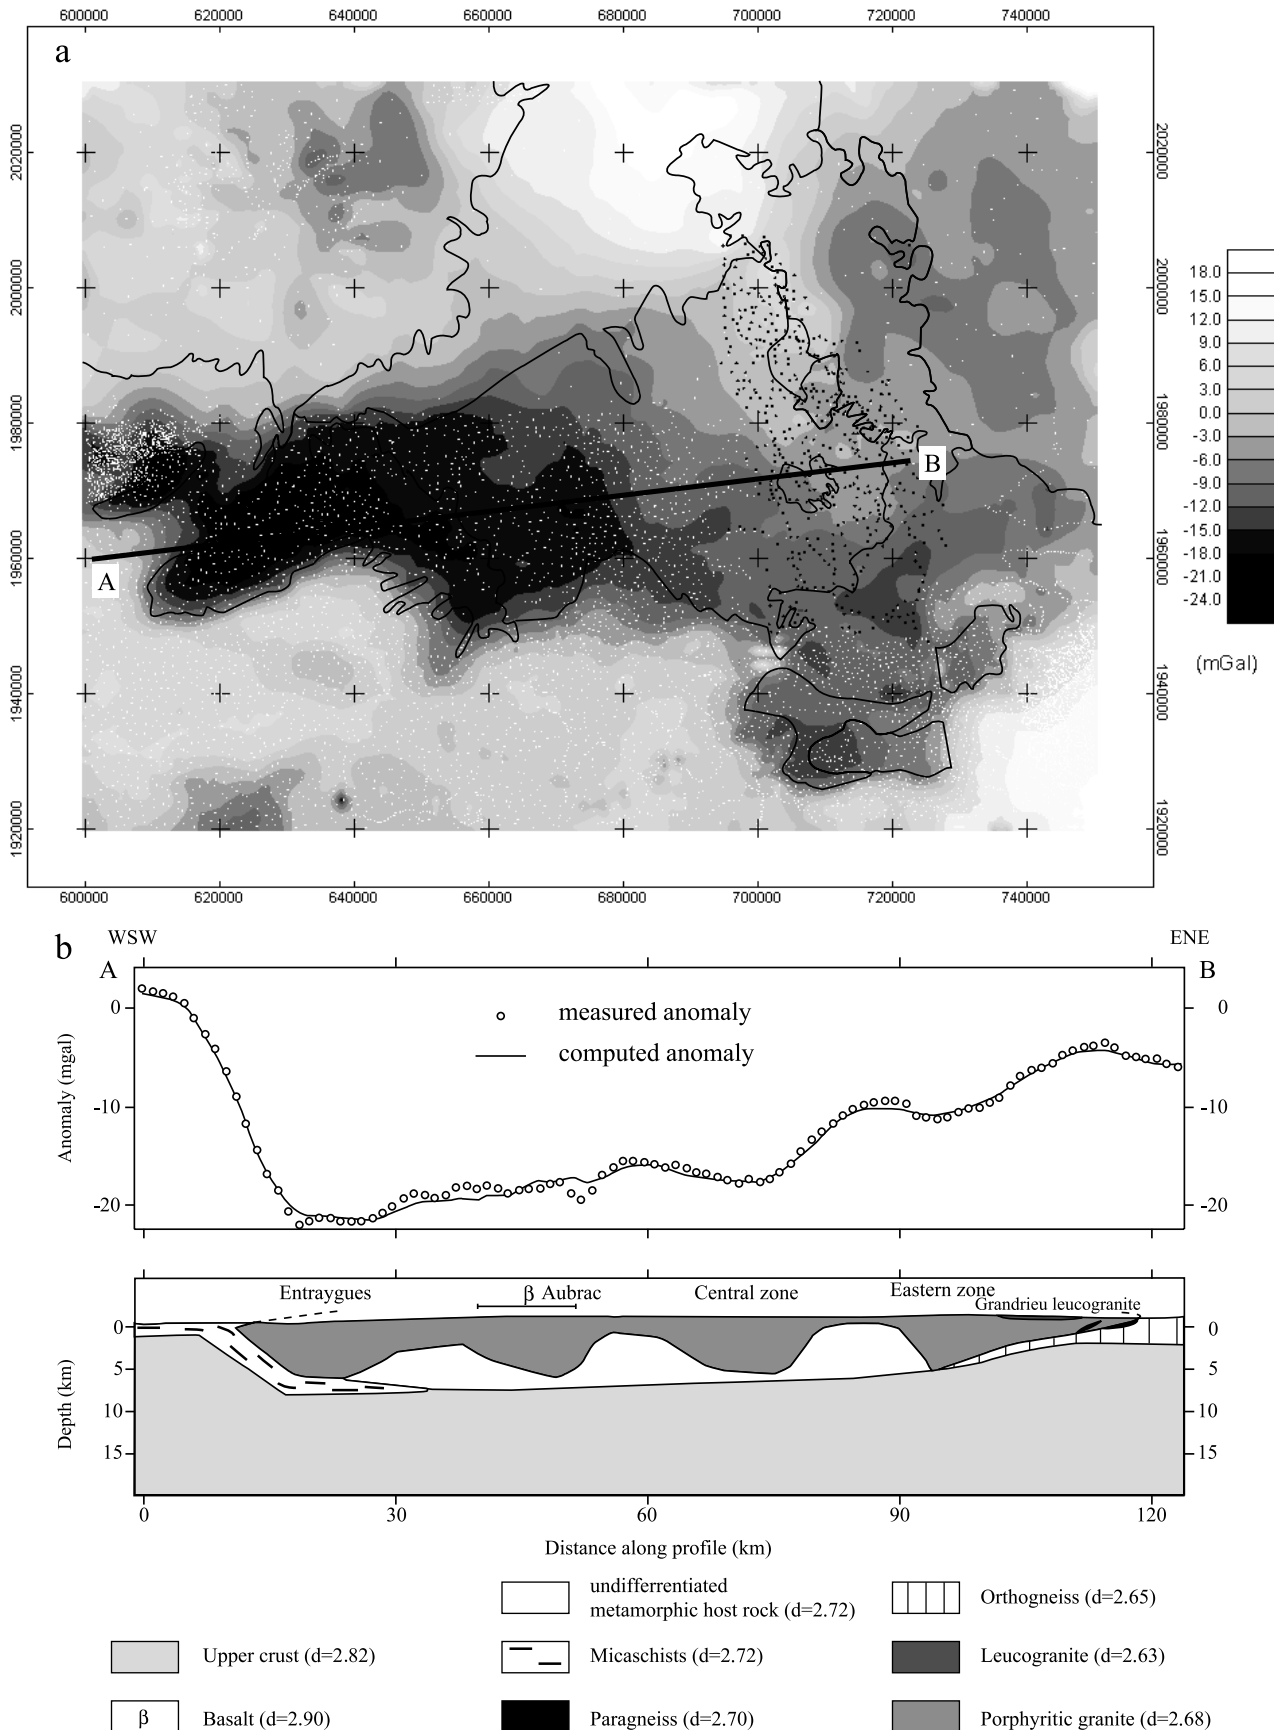 600000 620000 640000 660000 680000 700000 720000 740000
a
2020000 2000000 1980000 1960000 1940000 1920000
2020000 2000000 1980000 1960000 1940000 1920000
A
B
18.0
15.0
12.0
9.0
6.0
3.0
0.0
-3.0
-6.0
-9.0
-12.0
-15.0
-18.0
-21.0
-24.0
(mGal)
600000 620000 640000 660000 680000 700000 720000 740000
b
WSW ENE
A B
Anomaly (mgal)
0 0
-10 -10
-20 -20
measured anomaly
computed anomaly
Entraygues β Aubrac Central zone Eastern zone
Grandrieu leucogranite
Depth (km)
0 0
5 5
10 10
15 15
0 30 60 90 120
Distance along profile (km)
undifferentiated
metamorphic host rock (d=2.72)
Orthogneiss (d=2.65)
Upper crust (d=2.82)
Micaschists (d=2.72)
Leucogranite (d=2.63)
β Basalt (d=2.90)
Paragneiss (d=2.70)
Porphyritic granite (d=2.68)